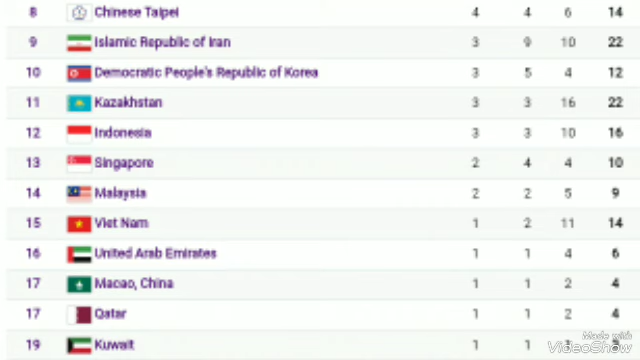 8 Chinese Taipei 4 4 6 14
9 Islamic Republic of Iran 3 9 10 22
10 Democratic People's Republic of Korea 3 5 4 12
11 Kazakhstan 3 3 16 22
12 Indonesia 3 3 10 16
13 Singapore 2 4 4 10
14 Malaysia 2 2 5 9
15 Viet Nam 1 2 11 14
16 United Arab Emirates 1 1 4 6
17 Macao, China 1 1 2 4
17 Qatar 1 1 2 4
19 Kuwait 1 1
Made with
VideoShow